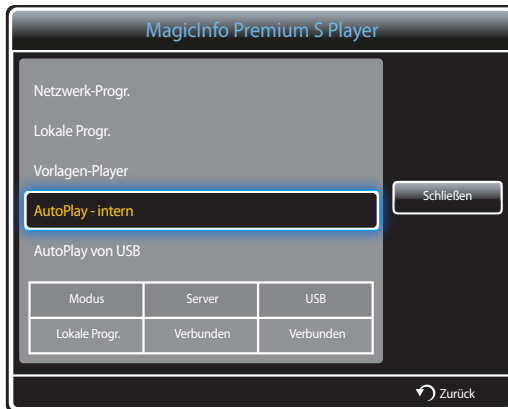 MagicInfo Premium S Player
Netzwerk-Progr.
Lokale Progr.
Vorlagen-Player
AutoPlay - intern
Schließen
AutoPlay von USB
Modus Server USB
Lokale Progr. Verbunden Verbunden
Zurück